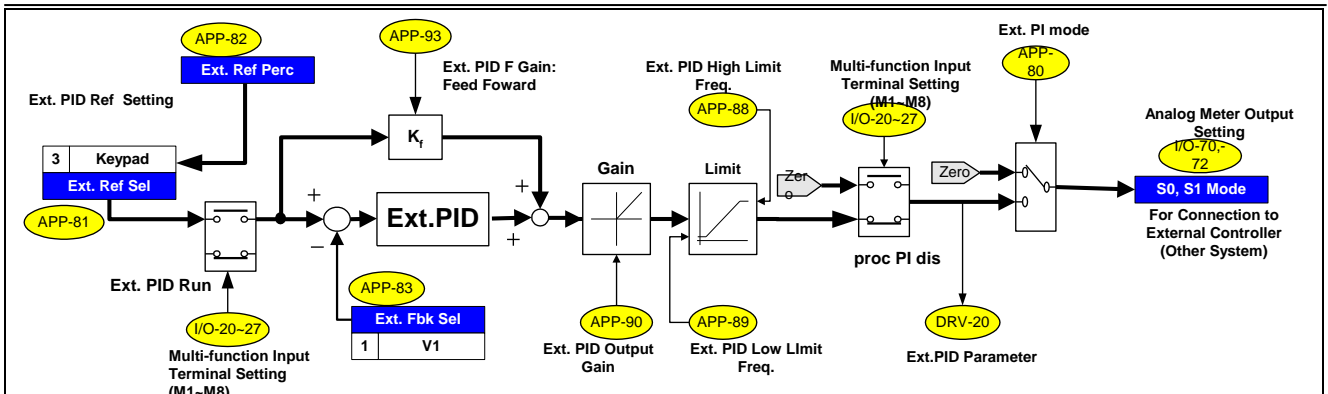 APP-82
Ext. Ref Perc
Ext. PID Ref Setting
3 Keypad
Ext. Ref Sel
APP-81
Ext. PID Run
I/O-20~27
Multi-function Input
Terminal Setting
(M1~M8)
APP-93
Ext. PID F Gain:
Feed Foward
Kf
+
−
Ext.PID
+
+
APP-83
Ext. Fbk Sel
1 V1
Gain
APP-90
Ext. PID Output
Gain
Ext. PID High Limit
Freq.
APP-88
Limit
APP-89
Ext. PID Low LImit
Freq.
Multi-function Input
Terminal Setting
(M1~M8)
I/O-20~27
Zer
o
proc PI dis
Zero
DRV-20
Ext.PID Parameter
Ext. PI mode
APP-
80
Analog Meter Output
Setting
I/O-70,-
72
S0, S1 Mode
For Connection to
External Controller
(Other System)